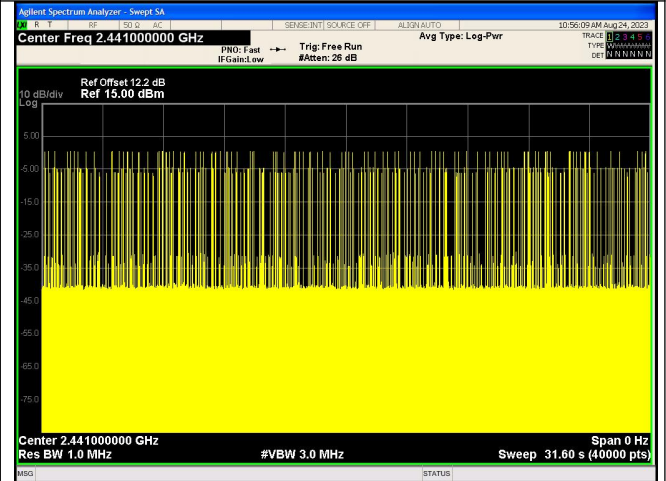 Agilent Spectrum Analyzer - Swept SA
R T RF 50 Ω AC SENSE:INT SOURCE OFF ALIGN AUTO 10:56:09 AM Aug 24, 2023
Center Freq 2.441000000 GHz Avg Type: Log-Pwr TRACE 1 2 3 4 5 6
PNO: Fast Trig: Free Run TYPE
IFGain:Low #Atten: 26 dB DET N N N N N N
Ref Offset 12.2 dB
10 dB/div Ref 15.00 dBm
Log
5.00
-5.00
-15.0
-25.0
-35.0
-45.0
-55.0
-65.0
-75.0
Center 2.441000000 GHz Span 0 Hz
Res BW 1.0 MHz #VBW 3.0 MHz Sweep 31.60 s (40000 pts)
MSG STATUS